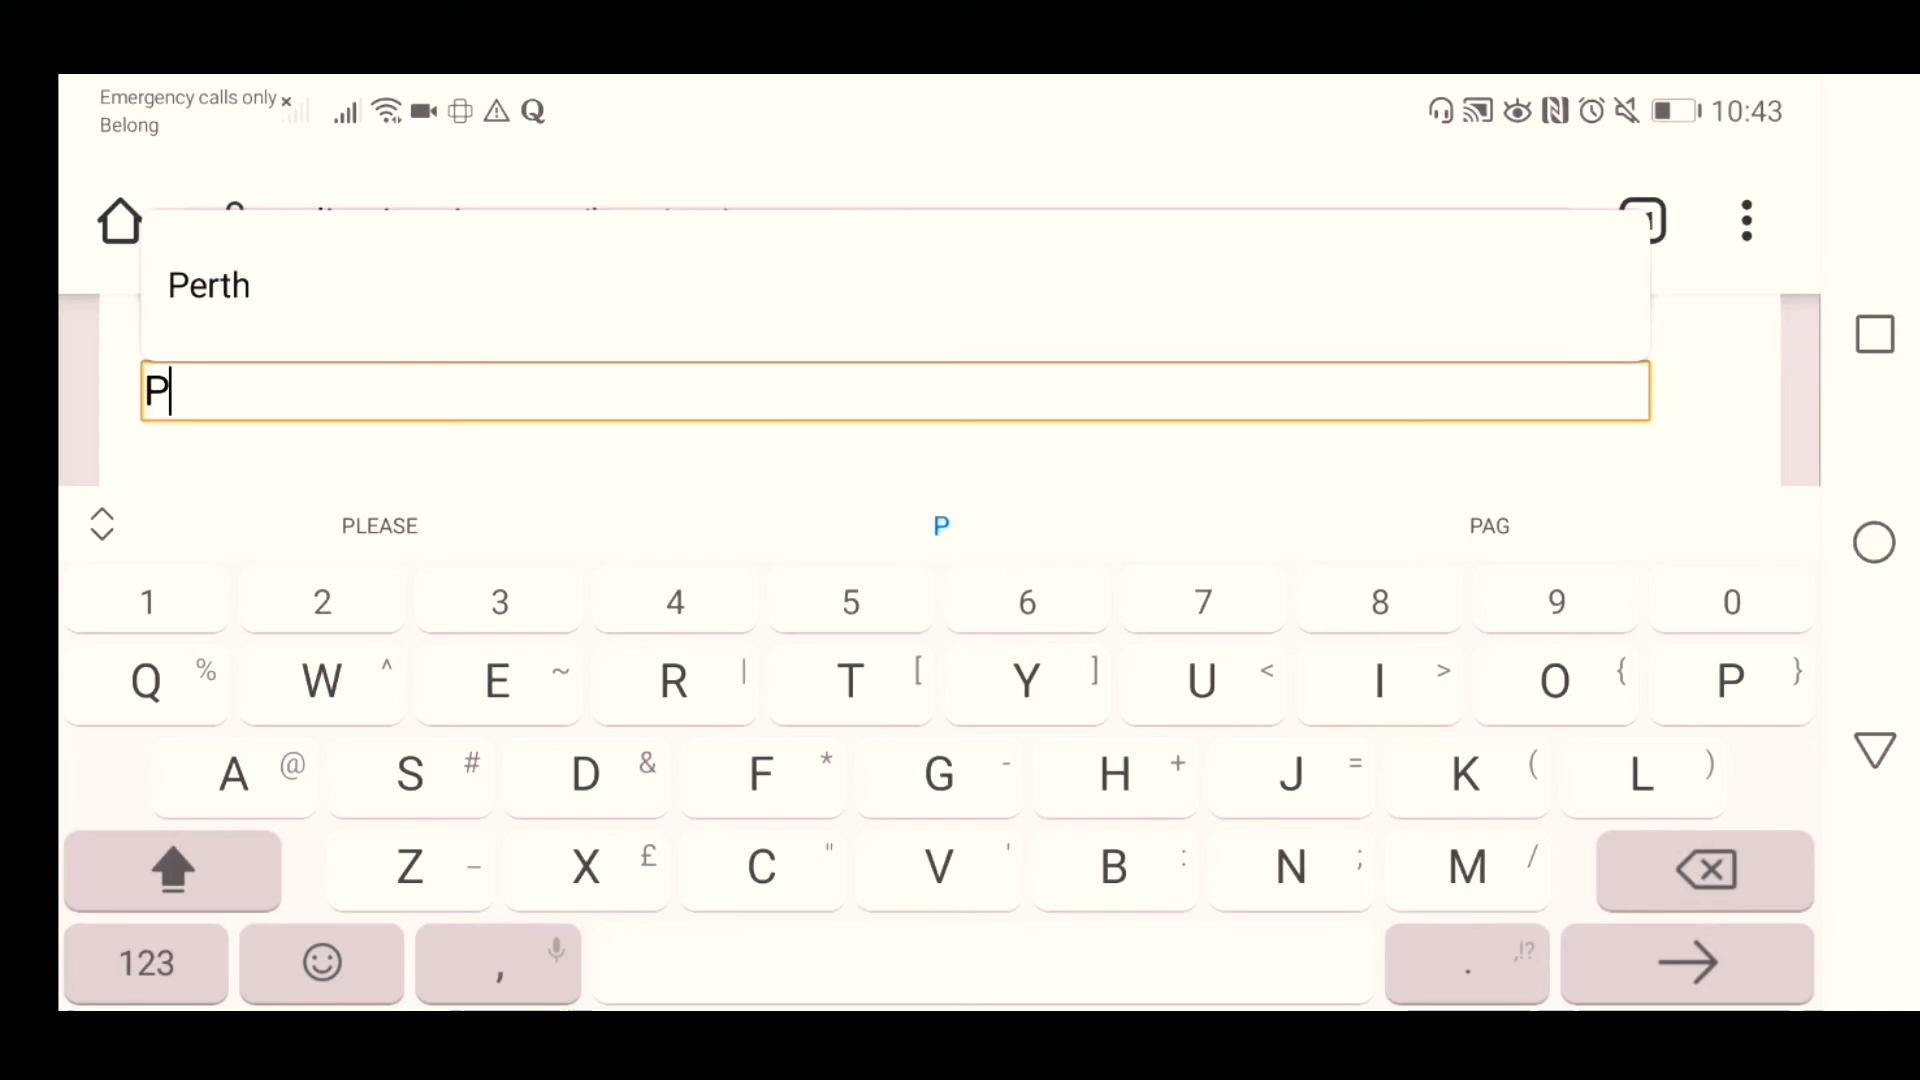 Emergency calls only
Belong
Q
10:43
Perth
P
PLEASE P PAG
1 2 3 4 5 6 7 8 9 0
Q % W ^ E ~ R | T [ Y ] U < I > O { P }
A @ S # D & F * G - H + J = K ( L )
Z _ X £ C " V ' B : N ; M /
123 , . ,!?